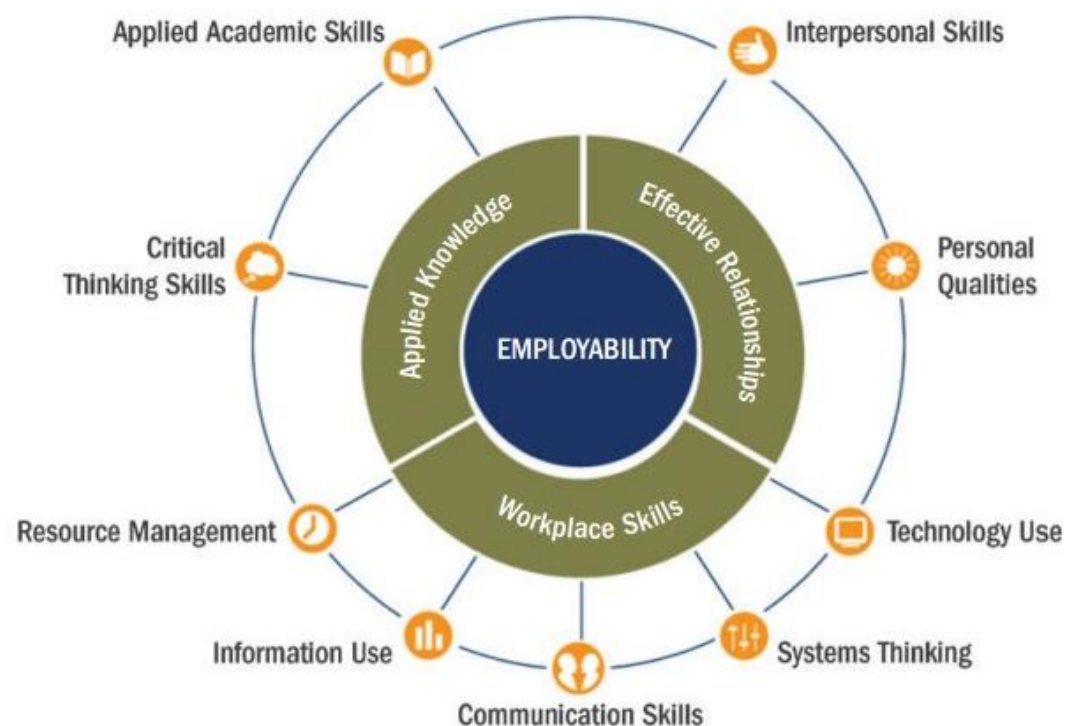 Applied Academic Skills
Interpersonal Skills
Applied Knowledge
Effective Relationships
Critical
Thinking Skills
Personal
Qualities
EMPLOYABILITY
Workplace Skills
Resource Management
Technology Use
Information Use
Systems Thinking
Communication Skills